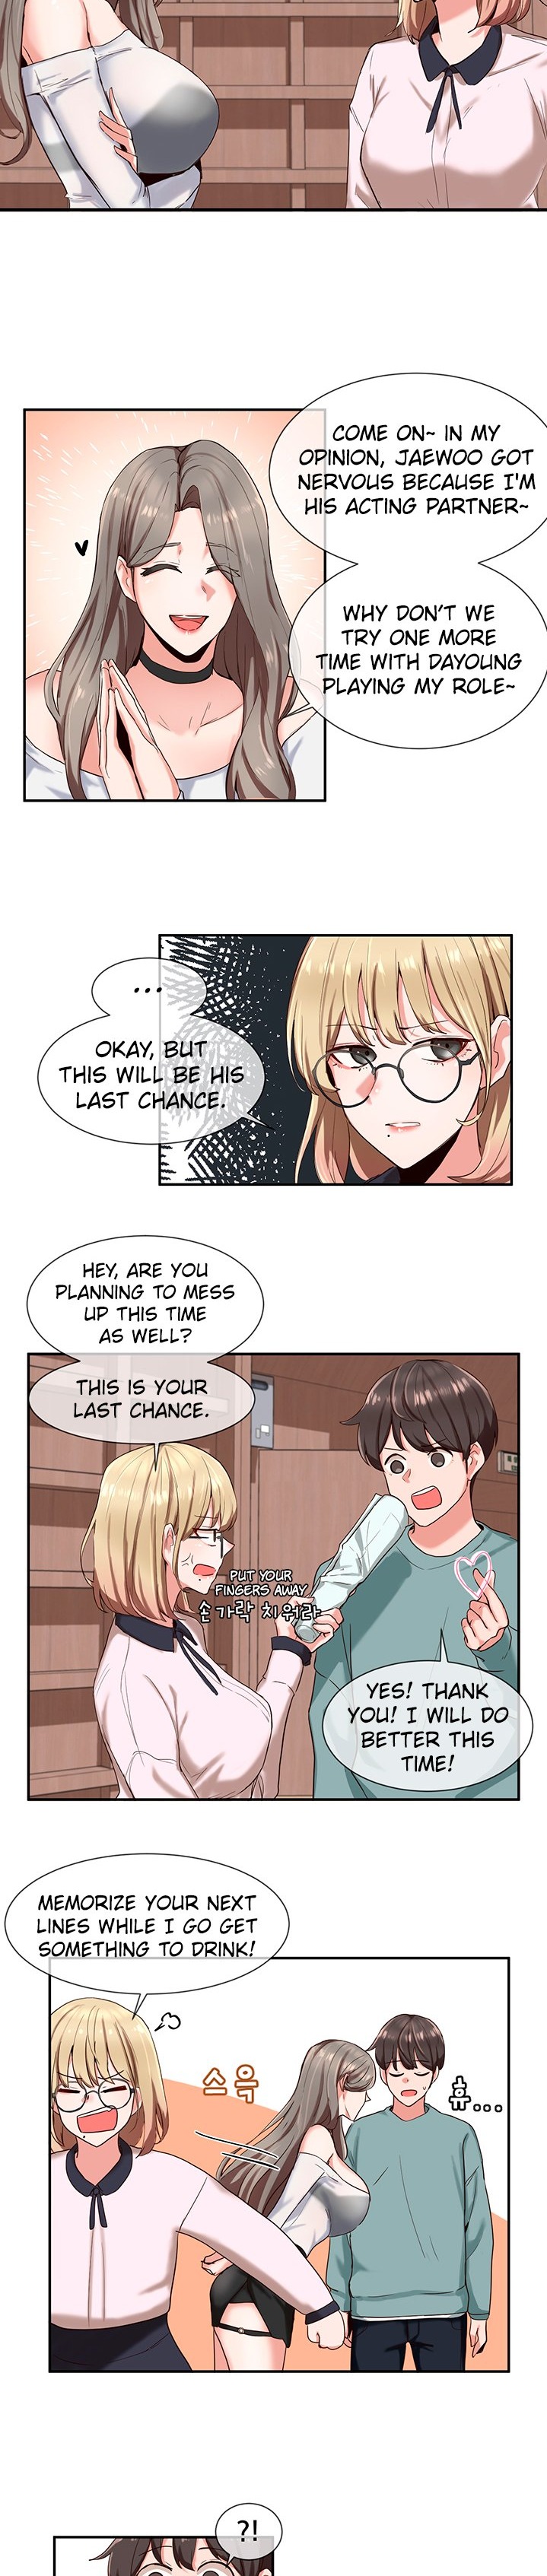 COME ON~ IN MY
OPINION, JAEWOO GOT
NERVOUS BECAUSE I'M
HIS ACTING PARTNER~
WHY DON'T WE
TRY ONE MORE
TIME WITH DAYOUNG
PLAYING MY ROLE~
...
OKAY, BUT
THIS WILL BE HIS
LAST CHANCE.
HEY, ARE YOU
PLANNING TO MESS
UP THIS TIME
AS WELL?
THIS IS YOUR
LAST CHANCE.
PUT YOUR
FINGERS AWAY
손가락 치워라
YES! THANK
YOU! I WILL DO
BETTER THIS
TIME!
MEMORIZE YOUR NEXT
LINES WHILE I GO GET
SOMETHING TO DRINK!
스윽
휴...
?!